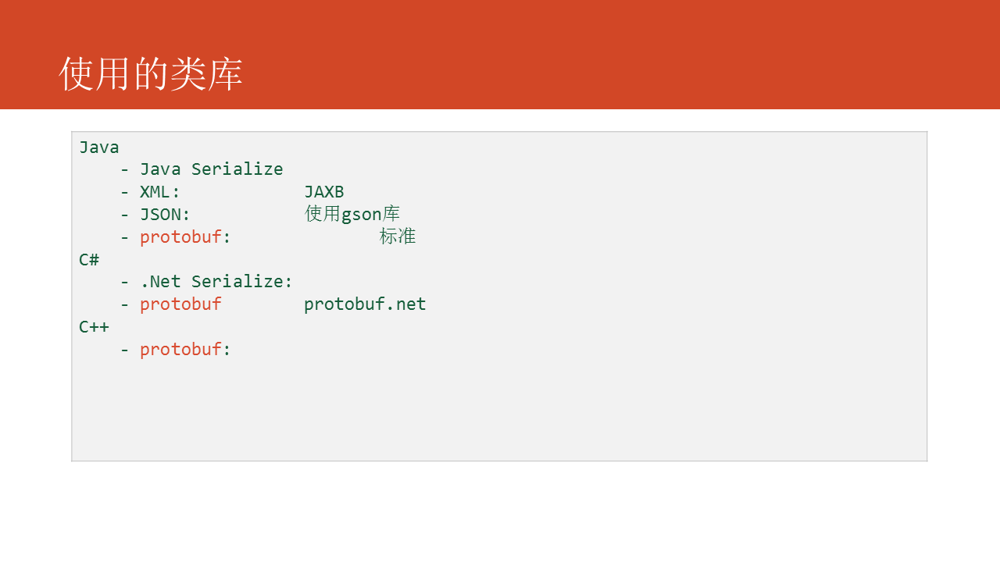 使用的类库
Java
- Java Serialize
- XML: JAXB
- JSON: 使用gson库
- protobuf: 标准
C#
- .Net Serialize:
- protobuf protobuf.net
C++
- protobuf: